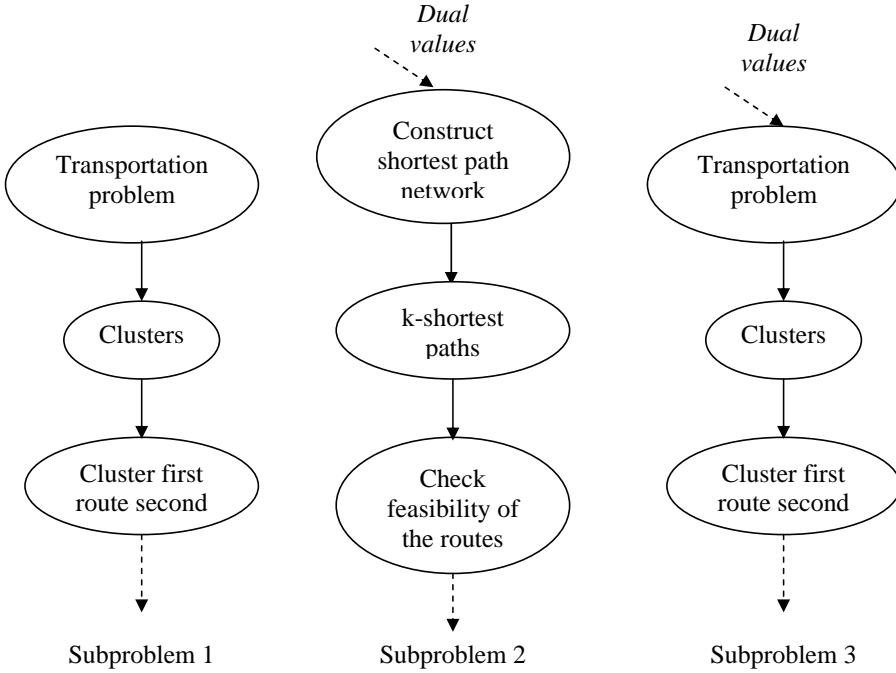 Transportation
problem
Clusters
Cluster first
route second
Subproblem 1
Dual
values
Construct
shortest path
network
k-shortest
paths
Check
feasibility of
the routes
Subproblem 2
Dual
values
Transportation
problem
Clusters
Cluster first
route second
Subproblem 3